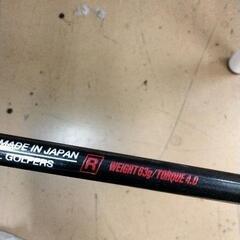 MADE IN JAPAN
GOLFERS
R WEIGHT 63g/TORQUE 4.0